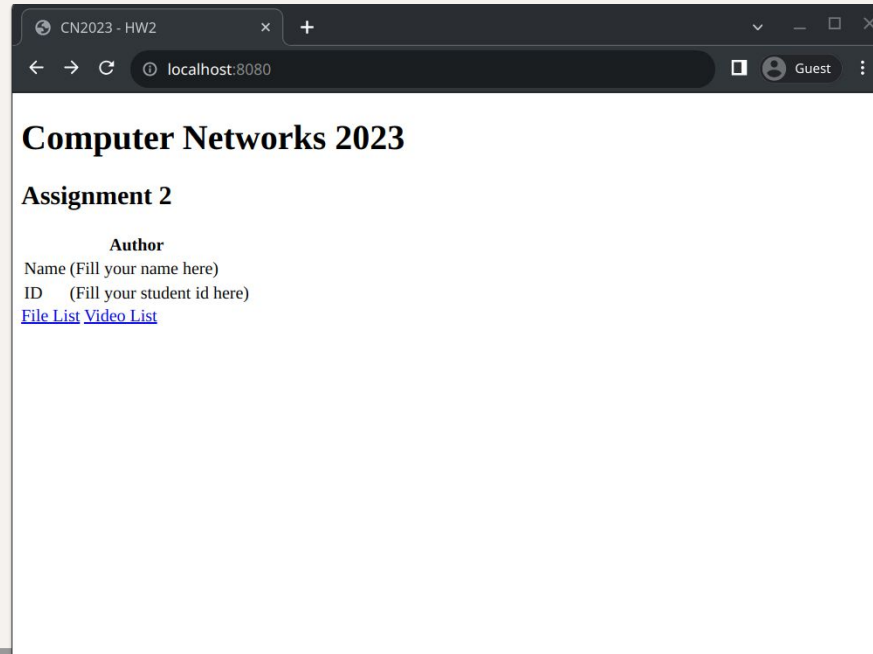 CN2023 - HW2
localhost:8080
Guest
Computer Networks 2023
Assignment 2
Author
Name (Fill your name here)
ID (Fill your student id here)
File List Video List